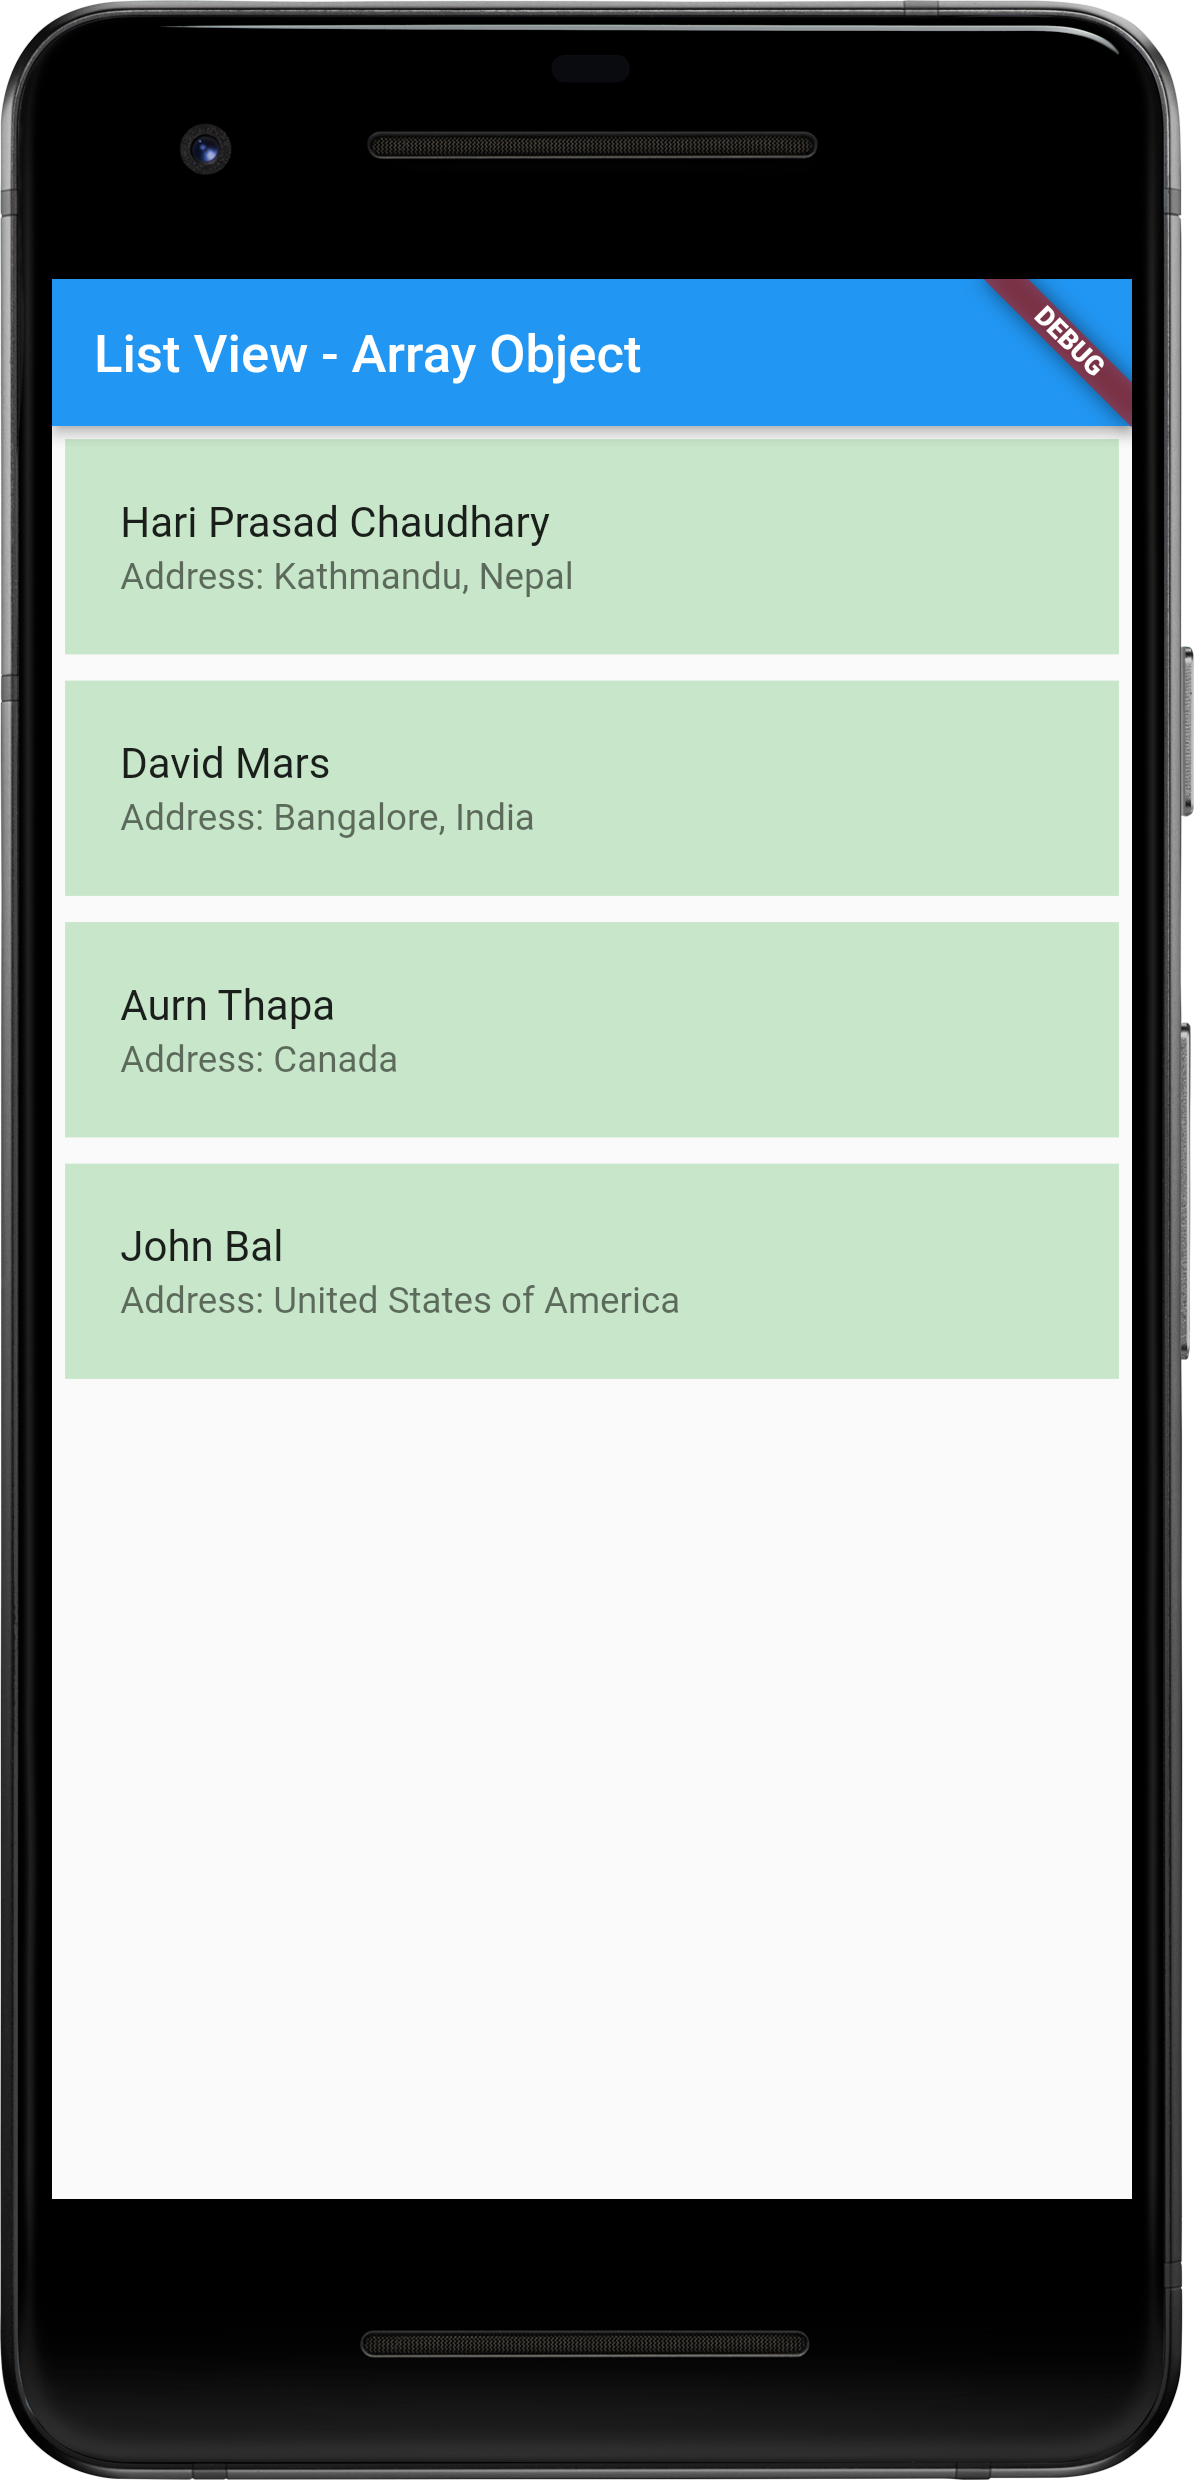 List View - Array Object
DEBUG
Hari Prasad Chaudhary
Address: Kathmandu, Nepal
David Mars
Address: Bangalore, India
Aurn Thapa
Address: Canada
John Bal
Address: United States of America